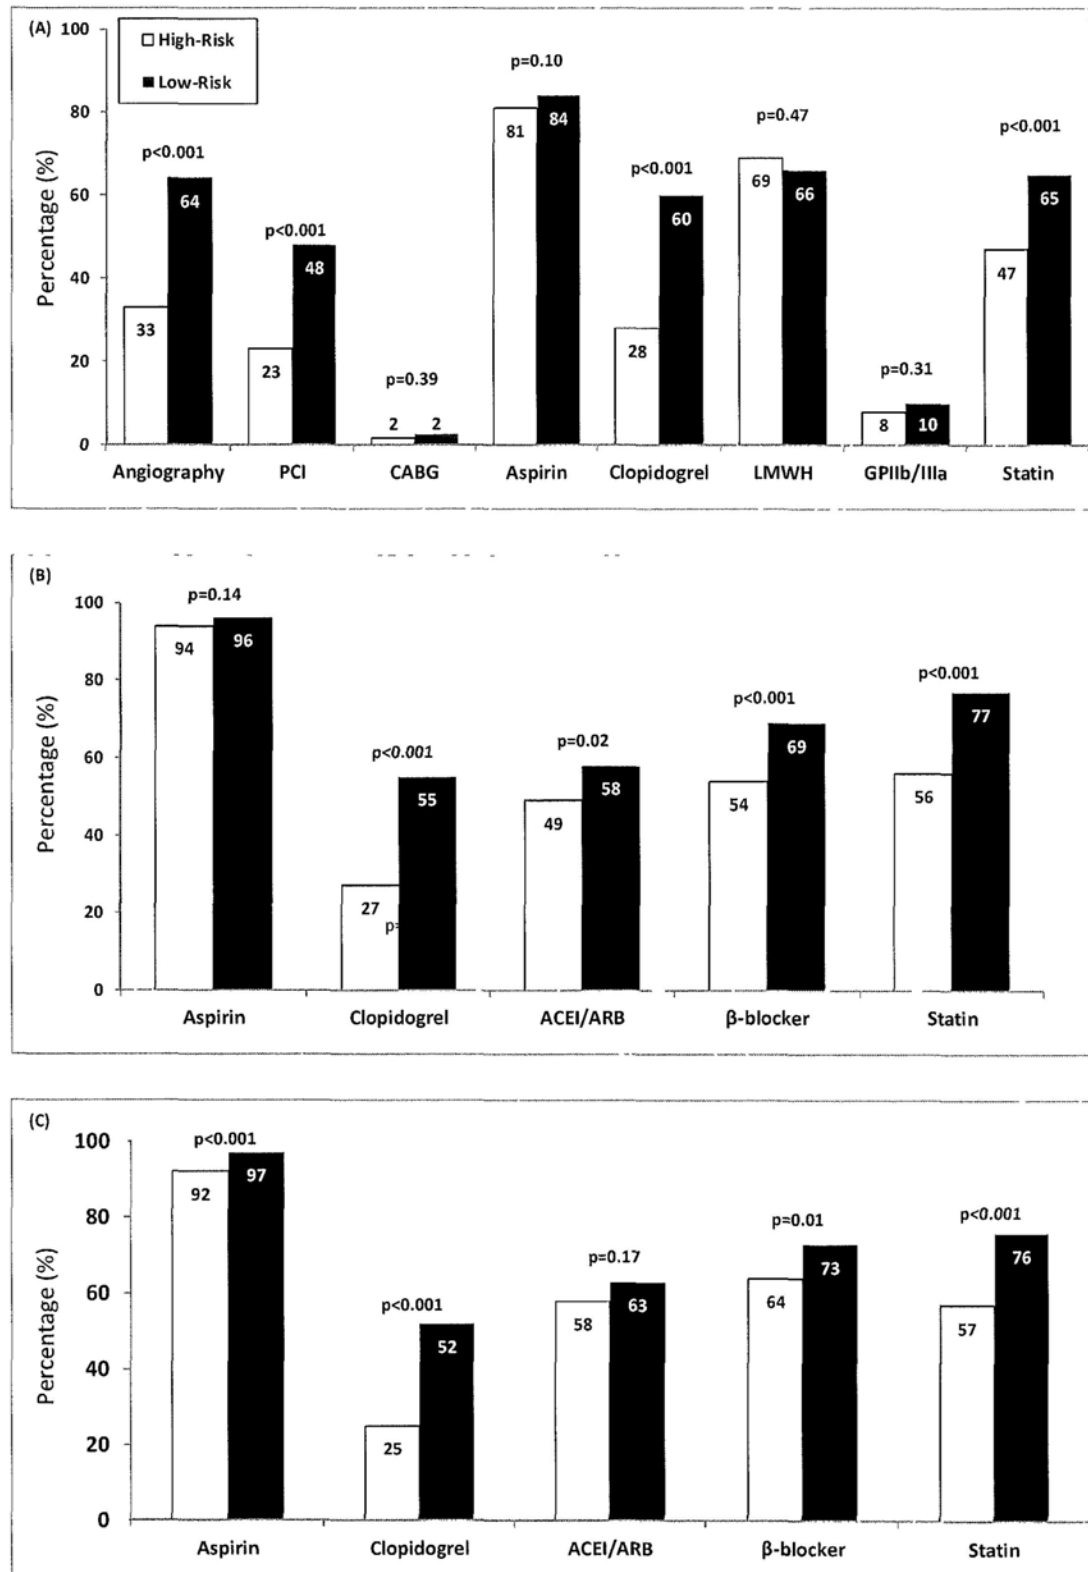 (A)
High-Risk
Low-Risk
Percentage (%)
100
80
60
40
20
0
p<0.001
p<0.001
p=0.39
p=0.10
p<0.001
p=0.47
p=0.31
p<0.001
33
64
23
48
2
2
81
84
28
60
69
66
8
10
47
65
Angiography
PCI
CABG
Aspirin
Clopidogrel
LMWH
GPIIb/IIIa
Statin
(B)
Percentage (%)
100
80
60
40
20
0
p=0.14
p<0.001
p=0.02
p<0.001
p<0.001
94
96
27
55
49
58
54
69
56
77
p=
Aspirin
Clopidogrel
ACEI/ARB
β-blocker
Statin
(C)
Percentage (%)
100
80
60
40
20
0
p<0.001
p<0.001
p=0.17
p=0.01
p<0.001
92
97
25
52
58
63
64
73
57
76
Aspirin
Clopidogrel
ACEI/ARB
β-blocker
Statin